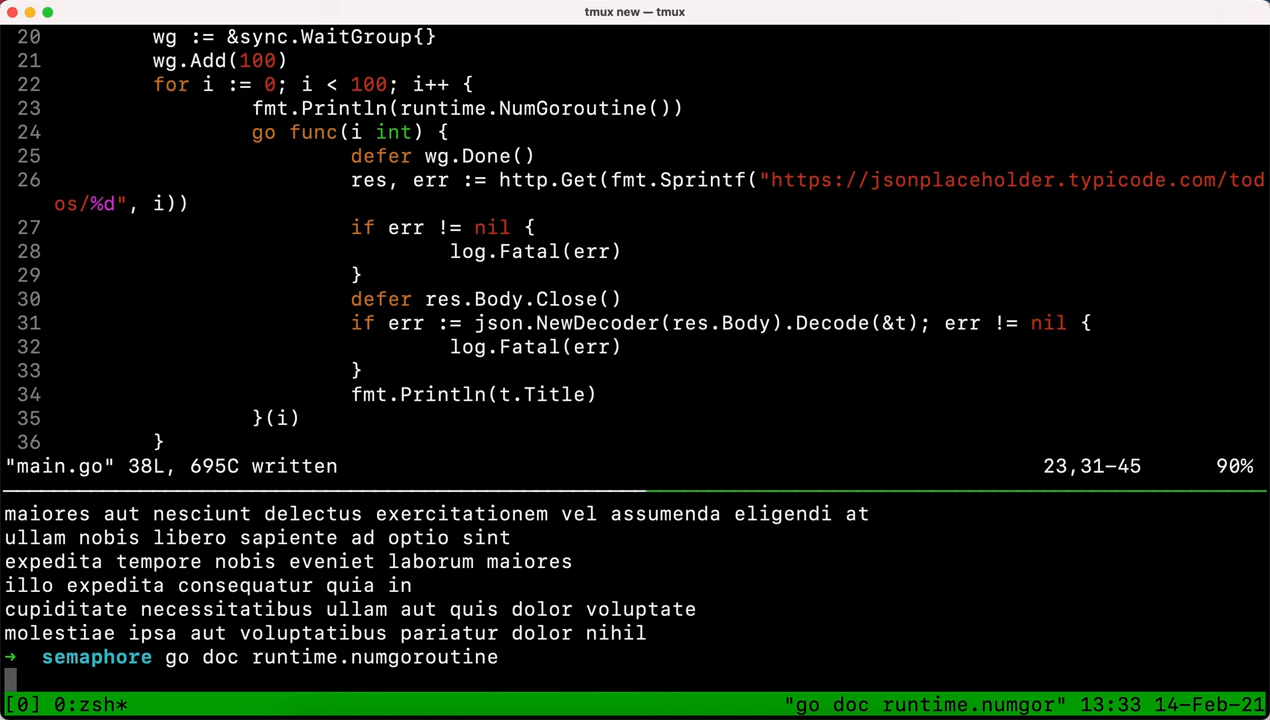 tmux new — tmux
20 wg := &sync.WaitGroup{}
21 wg.Add(100)
22 for i := 0; i < 100; i++ {
23 fmt.Println(runtime.NumGoroutine())
24 go func(i int) {
25 defer wg.Done()
26 res, err := http.Get(fmt.Sprintf("https://jsonplaceholder.typicode.com/tod
os/%d", i))
27 if err != nil {
28 log.Fatal(err)
29 }
30 defer res.Body.Close()
31 if err := json.NewDecoder(res.Body).Decode(&t); err != nil {
32 log.Fatal(err)
33 }
34 fmt.Println(t.Title)
35 }(i)
36 }
"main.go" 38L, 695C written 23,31-45 90%
maiores aut nesciunt delectus exercitationem vel assumenda eligendi at
ullam nobis libero sapiente ad optio sint
expedita tempore nobis eveniet laborum maiores
illo expedita consequatur quia in
cupiditate necessitatibus ullam aut quis dolor voluptate
molestiae ipsa aut voluptatibus pariatur dolor nihil
➜ semaphore go doc runtime.numgoroutine
[0] 0:zsh* "go doc runtime.numgor" 13:33 14-Feb-21